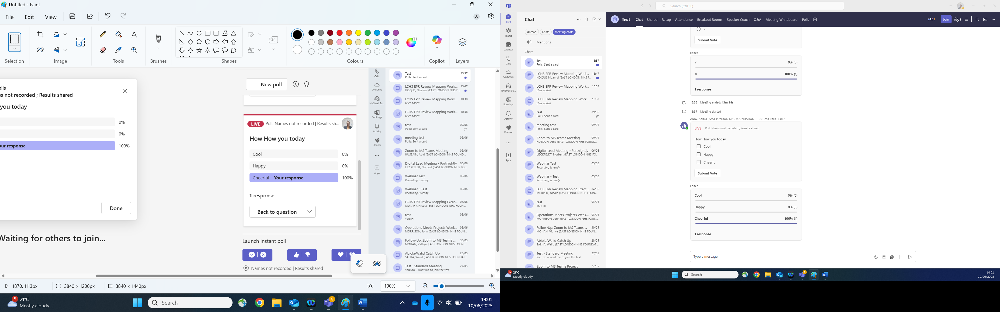 Untitled - Paint
File Edit View
Selection Image Tools Brushes Shapes Colours Copilot Layers
olls
es not recorded ; Results shared
you today
0%
0%
our response 100%
Done
Waiting for others to join...
New poll
LIVE Poll: Names not recorded | Results sh...
How How you today
Cool 0%
Happy 0%
Cheerful Your response 100%
1 response
Back to question
Launch instant poll
Names not recorded | Results shared
Calls
OneDrive
NHSmail Su...
Bookings
Activity
Planner
Apps
Test 13:57
Polls: Sent a card
LCHS EPR Review Mapping Work... 13:47
HOQUE, Nizamul (EAST LONDON NHS F...
LCHS EPR Review Mapping Work... 10:38
User added
LCHS EPR Review Mapping Work... 10:38
User added
test 09/06
Polls: Sent a card
meeting test 09/06
Polls: Sent a card
Zoom to MS Teams Meeting 09/06
HUSSAIN, Abid (EAST LONDON NHS FOUND...
Digital Lead Meeting - Fortnightly 06/06
LIECKFELDT, Norbert (EAST LONDON NHS FO...
Webinar Test 05/06
Recording is ready
Webinar - Test 05/06
Recording is ready
LCHS EPR Review Mapping Exerc... 04/06
MURPHY, Nicola (EAST LONDON NHS FOUN...
test 03/06
You: Hi
Operations Meets Projects Week... 03/06
MORRISON, John (EAST LONDON NHS FOUN...
Follow-Up: Zoom to MS Teams ... 30/05
MOHAN, Vidhya (EAST LONDON NHS FOUN...
Abiola/Walid Catch Up 28/05
SALHA, Walid (EAST LONDON NHS FOUNDAT...
Test - Standard Meeting 27/05
You: do u want me to join the test
1870, 1113px 3840 × 1200px 3840 × 1440px 100%
5
21°C
Mostly cloudy
Search
14:01
10/06/2025
Search (Ctrl+E)
Chat
Teams
Calendar
Calls
OneDrive
NHSmail Su...
Bookings
Activity
Planner
Apps
Chat
Unread Chats Meeting chats
Mentions
Chats
Test 13:57
Polls: Sent a card
LCHS EPR Review Mapping Work... 13:47
HOQUE, Nizamul (EAST LONDON NHS F...
LCHS EPR Review Mapping Work... 10:38
User added
LCHS EPR Review Mapping Work... 10:38
User added
test 09/06
Polls: Sent a card
meeting test 09/06
Polls: Sent a card
Zoom to MS Teams Meeting 09/06
HUSSAIN, Abid (EAST LONDON NHS FOUND...
Digital Lead Meeting - Fortnightly 06/06
LIECKFELDT, Norbert (EAST LONDON NHS FO...
Webinar Test 05/06
Recording is ready
Webinar - Test 05/06
Recording is ready
LCHS EPR Review Mapping Exerc... 04/06
MURPHY, Nicola (EAST LONDON NHS FOUN...
test 03/06
You: Hi
Operations Meets Projects Week... 03/06
MORRISON, John (EAST LONDON NHS FOUN...
Follow-Up: Zoom to MS Teams ... 30/05
MOHAN, Vidhya (EAST LONDON NHS FOUN...
Abiola/Walid Catch Up 28/05
SALHA, Walid (EAST LONDON NHS FOUNDAT...
Test - Standard Meeting 27/05
You: do u want me to join the test
Zoom to MS Teams Project 27/05
Test Chat Shared Recap Attendance Breakout Rooms Speaker Coach Q&A Meeting Whiteboard Polls 24:01 Join 1
×
Submit Vote
Edited
√ 0% (0)
× 100% (1)
1 response
13:36 Meeting ended: 43m 18s
13:37 Meeting started
ADIO, Abiola (EAST LONDON NHS FOUNDATION TRUST) via Polls 13:57
LIVE Poll: Names not recorded ; Results shared
How How you today
Cool
Happy
Cheerful
Submit Vote
Edited
Cool 0% (0)
Happy 0% (0)
Cheerful 100% (1)
1 response
Type a message
5
21°C
Mostly cloudy
Search
14:01
10/06/2025